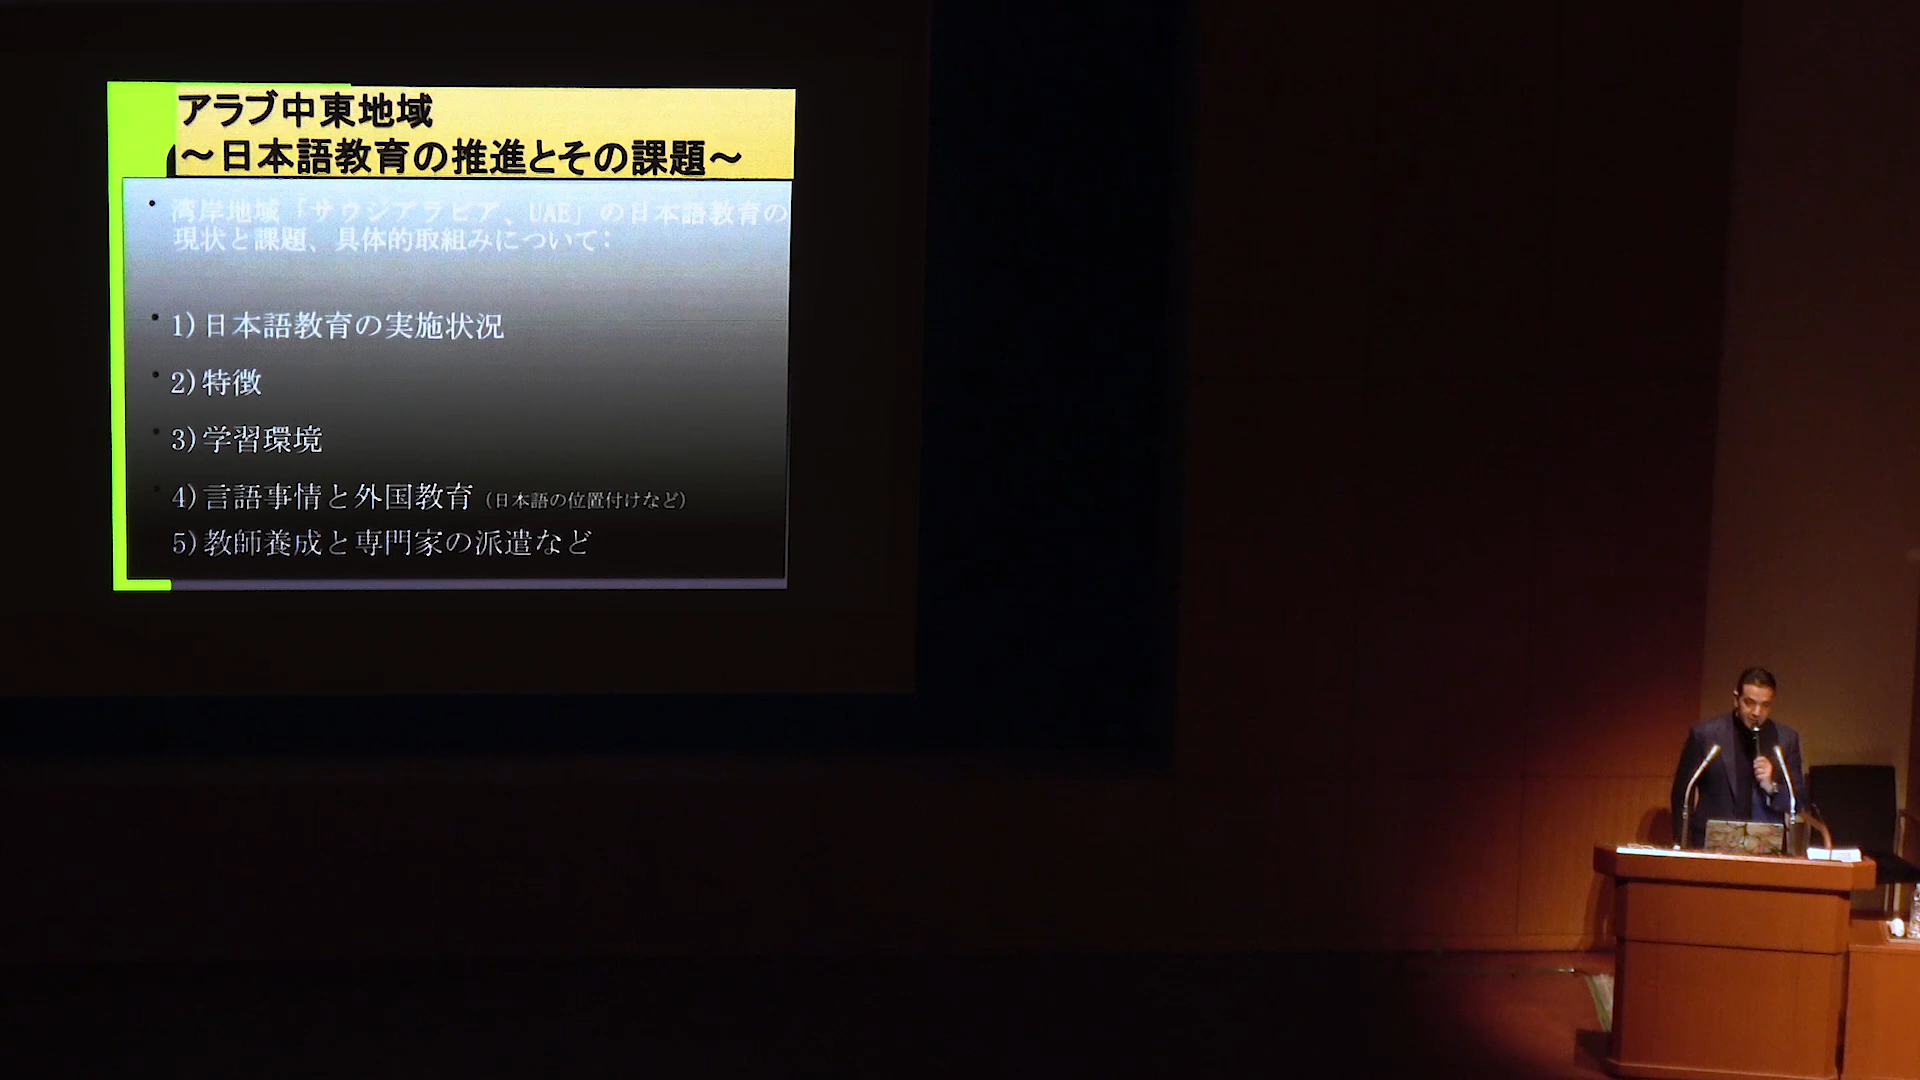 アラブ中東地域
～日本語教育の推進とその課題～
• 湾岸地域「サウジアラビア、UAE」の日本語教育の
現状と課題、具体的取組みについて：
• 1)日本語教育の実施状況
• 2)特徴
• 3)学習環境
• 4)言語事情と外国教育（日本語の位置付けなど）
5)教師養成と専門家の派遣など